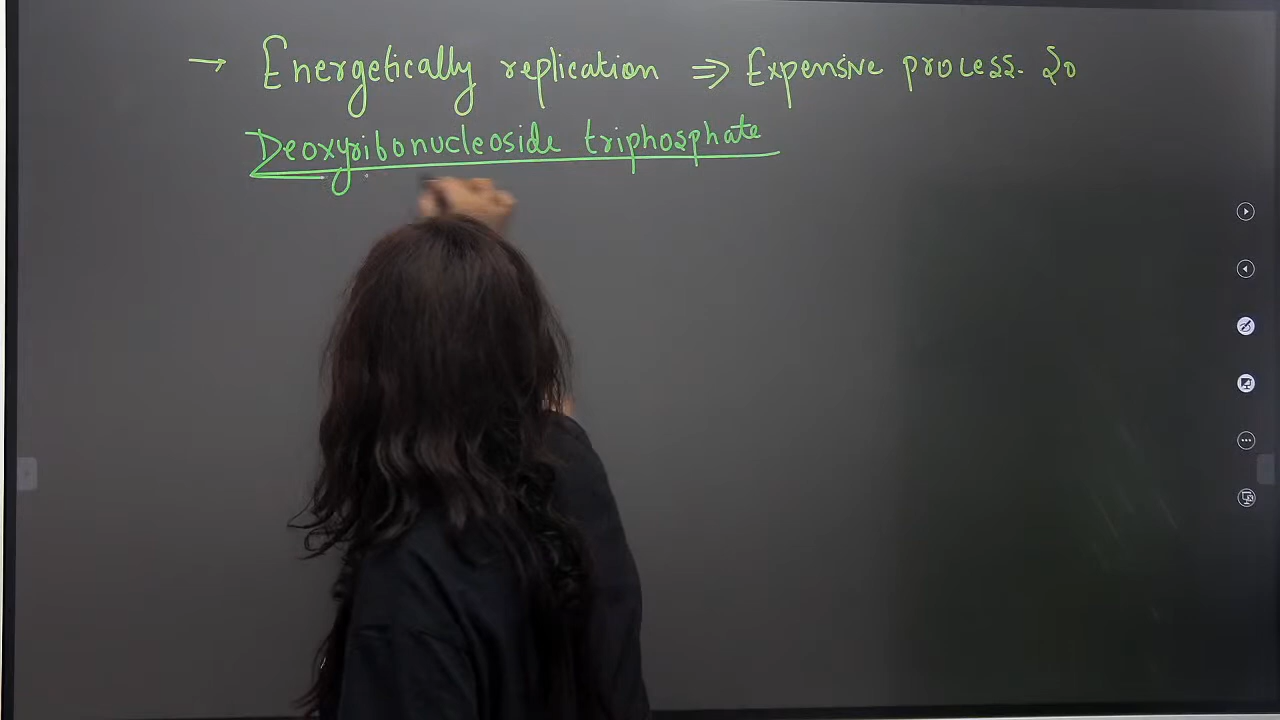 → Energetically replication ⇒ Expensive process. So
Deoxyribonucleoside triphosphate